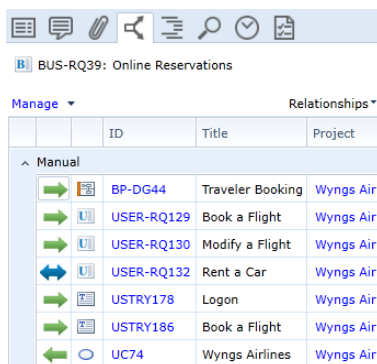 B BUS-RQ39: Online Reservations
Manage Relationships
ID Title Project
Manual
BP-DG44 Traveler Booking Wyngs Air
U USER-RQ129 Book a Flight Wyngs Air
U USER-RQ130 Modify a Flight Wyngs Air
U USER-RQ132 Rent a Car Wyngs Air
USTRY178 Logon Wyngs Air
USTRY186 Book a Flight Wyngs Air
UC74 Wyngs Airlines Wyngs Air